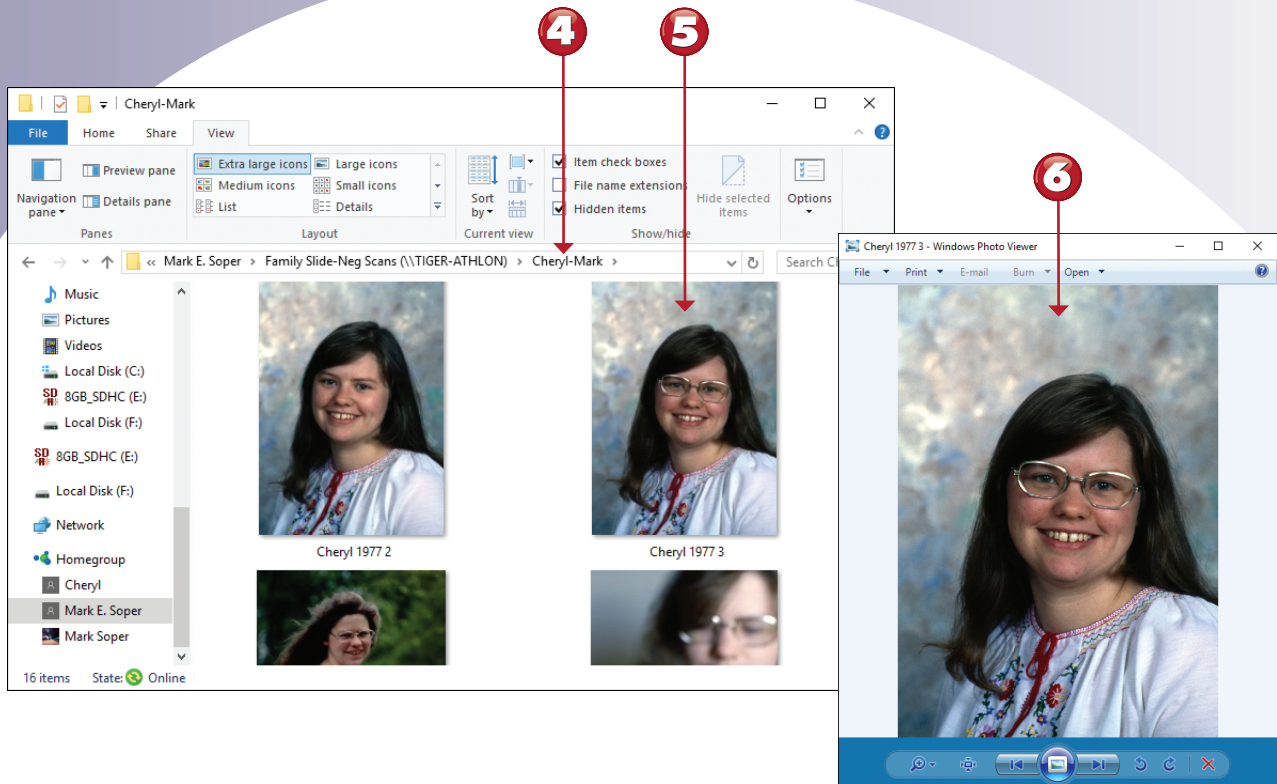 4 5
Cheryl-Mark
File Home Share View
Navigation pane
Preview pane
Details pane
Panes
Extra large icons Large icons
Medium icons Small icons
List Details
Layout
Sort by
Current view
Item check boxes
File name extensions
Hidden items
Hide selected items
Show/hide
Options
« Mark E. Soper > Family Slide-Neg Scans (\\TIGER-ATHLON) > Cheryl-Mark >
Search
Music
Pictures
Videos
Local Disk (C:)
SD 8GB_SDHC (E:)
Local Disk (F:)
SD 8GB_SDHC (E:)
Local Disk (F:)
Network
Homegroup
Cheryl
Mark E. Soper
Mark Soper
Cheryl 1977 2
Cheryl 1977 3
16 items State: Online
6
Cheryl 1977 3 - Windows Photo Viewer
File Print E-mail Burn Open